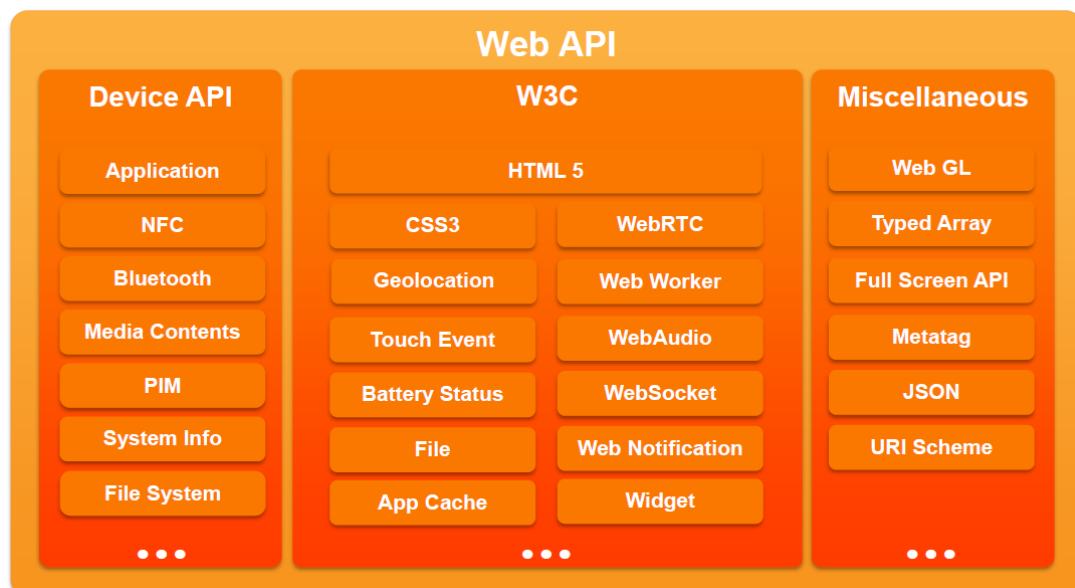 Web API
Device API
Application
NFC
Bluetooth
Media Contents
PIM
System Info
File System
W3C
HTML 5
CSS3
WebRTC
Geolocation
Web Worker
Touch Event
WebAudio
Battery Status
WebSocket
File
Web Notification
App Cache
Widget
Miscellaneous
Web GL
Typed Array
Full Screen API
Metatag
JSON
URI Scheme